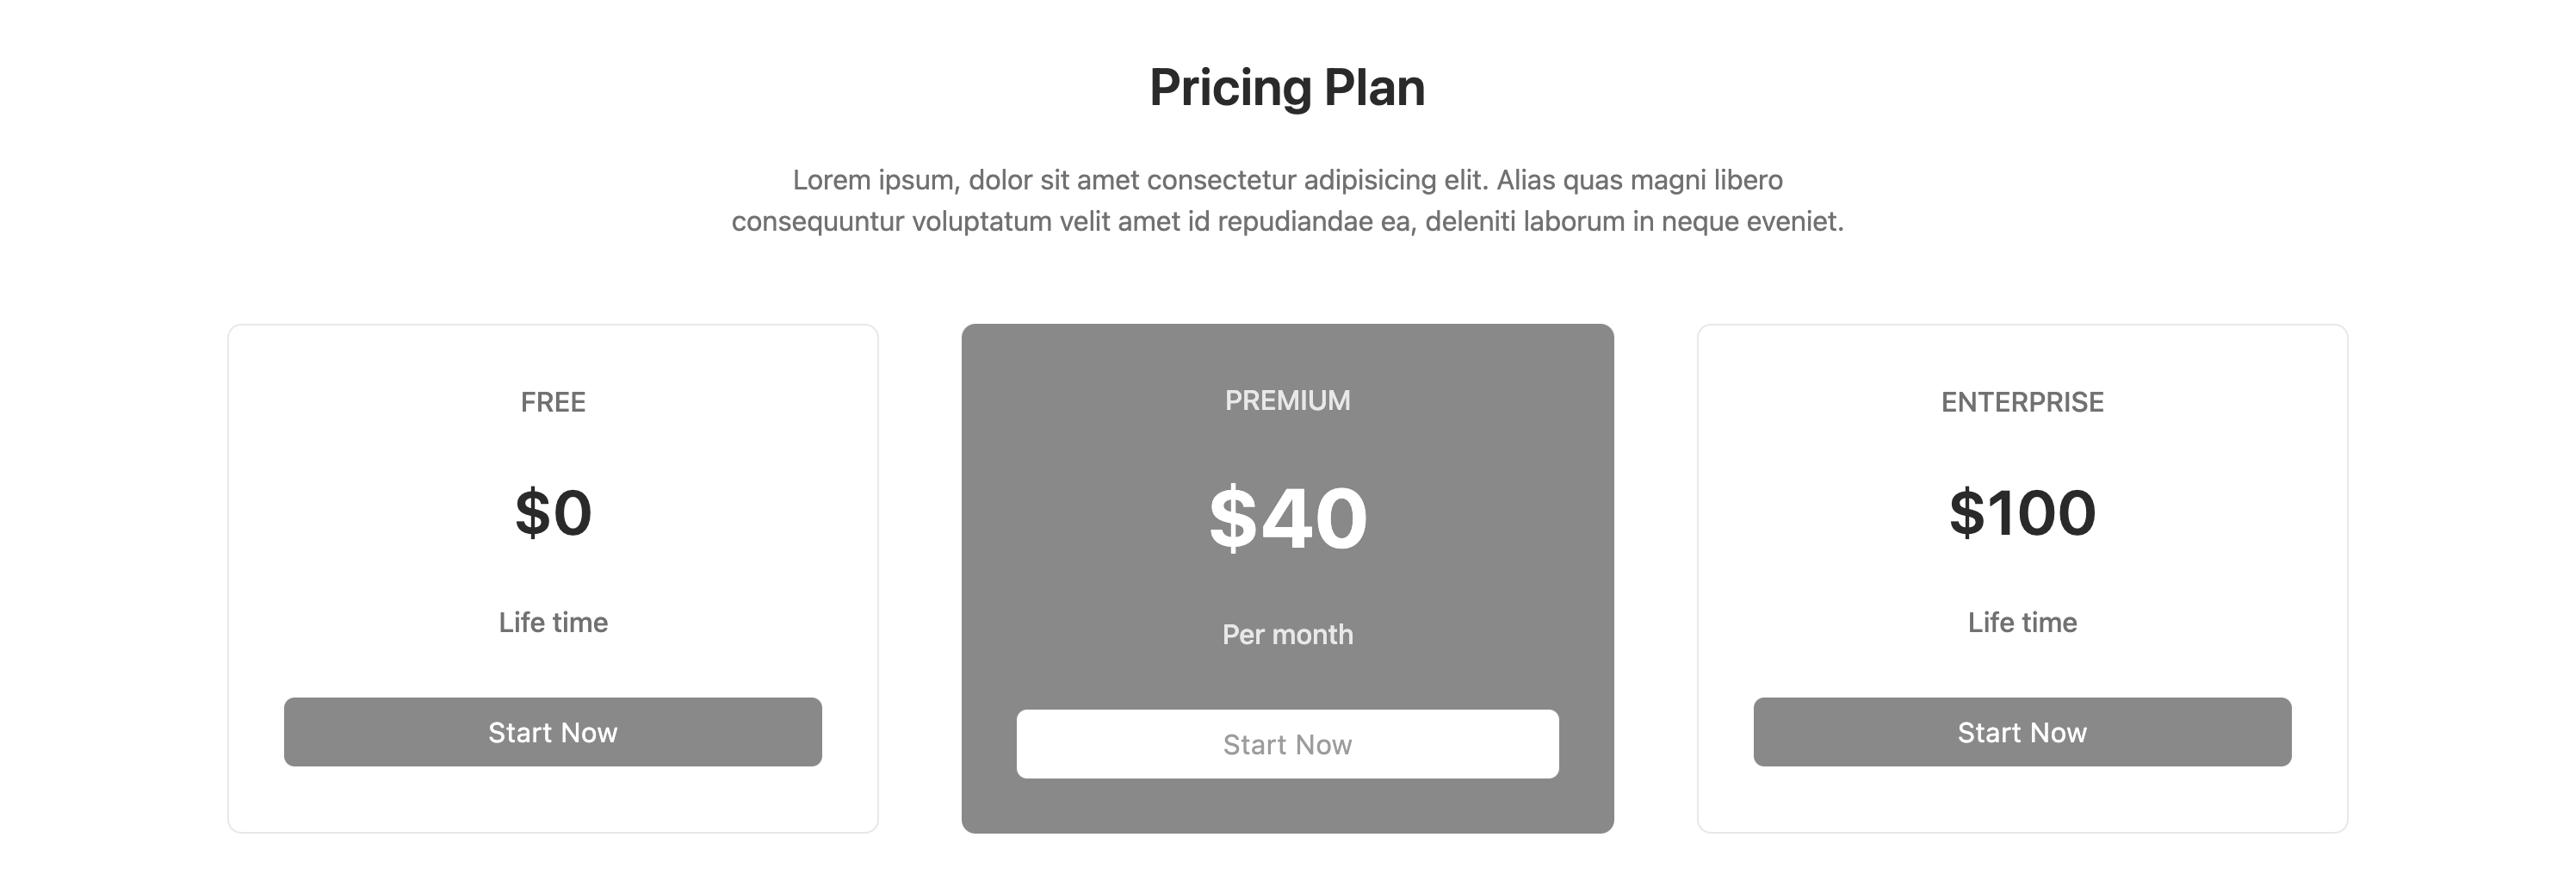 Pricing Plan
Lorem ipsum, dolor sit amet consectetur adipisicing elit. Alias quas magni libero
consequuntur voluptatum velit amet id repudiandae ea, deleniti laborum in neque eveniet.
FREE
$0
Life time
Start Now
PREMIUM
$40
Per month
Start Now
ENTERPRISE
$100
Life time
Start Now